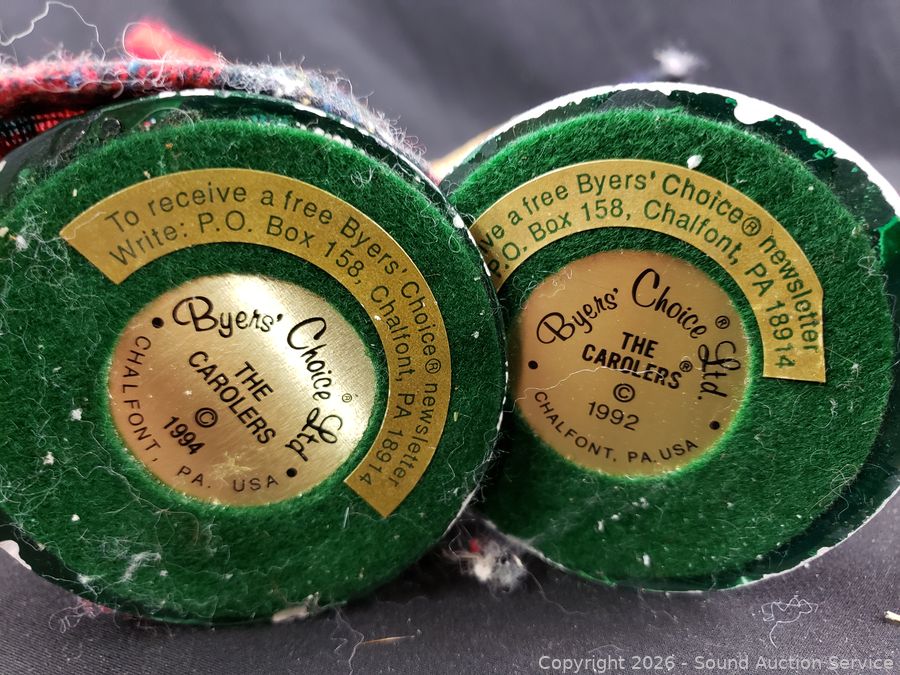 To receive a free Byers' Choice® newsletter
Write: P.O. Box 158, Chalfont, PA 18914
Byers' Choice® Ltd
THE
CAROLERS
©
1994
CHALFONT, PA. USA
a free Byers' Choice® newsletter
P.O. Box 158, Chalfont, PA 18914
Byers' Choice® Ltd.
THE
CAROLERS®
©
1992
CHALFONT, PA. USA
Copyright 2026 - Sound Auction Service